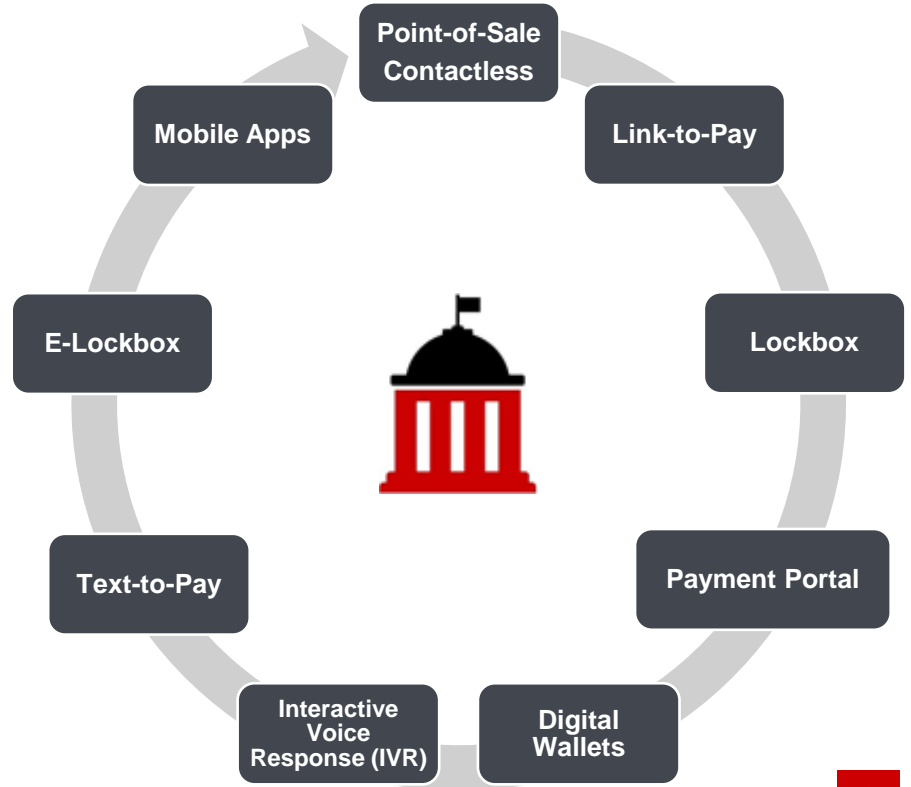 Point-of-Sale
Contactless
Link-to-Pay
Lockbox
Payment Portal
Digital
Wallets
Interactive
Voice
Response (IVR)
Text-to-Pay
E-Lockbox
Mobile Apps